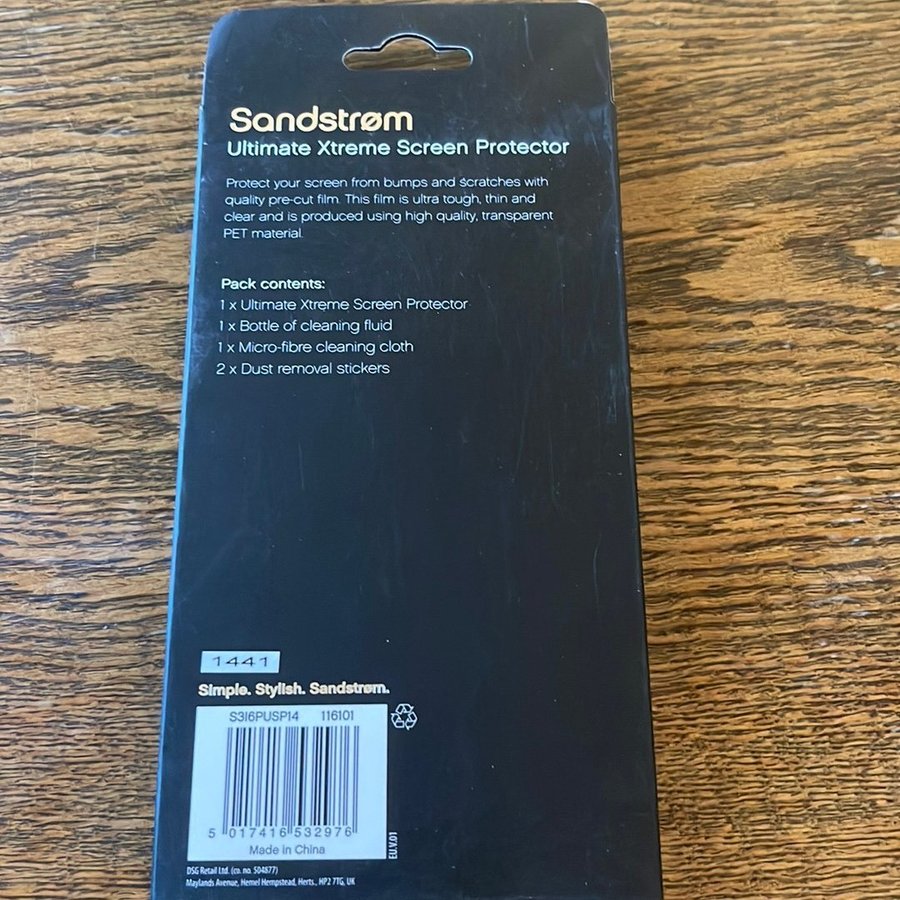 Sandstrøm
Ultimate Xtreme Screen Protector
Protect your screen from bumps and scratches with
quality pre-cut film. This film is ultra tough, thin and
clear and is produced using high quality, transparent
PET material.
Pack contents:
1 x Ultimate Xtreme Screen Protector
1 x Bottle of cleaning fluid
1 x Micro-fibre cleaning cloth
2 x Dust removal stickers
1441
Simple. Stylish. Sandstrøm.
S3I6PUSP14 116101
5 017416 532976
Made in China
EU.V.01
DSG Retail Ltd. (co. no. 504877)
Maylands Avenue, Hemel Hempstead, Herts., HP2 7TG, UK